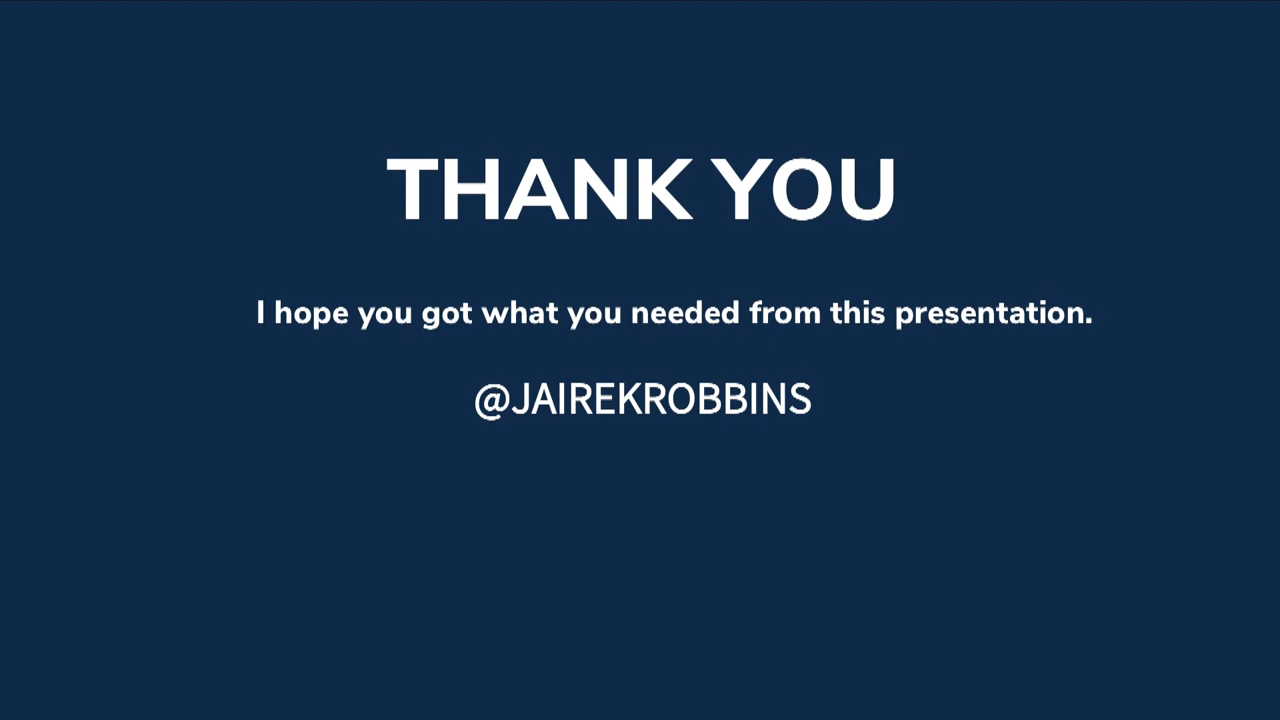 THANK YOU
I hope you got what you needed from this presentation.
@JAIREKROBBINS